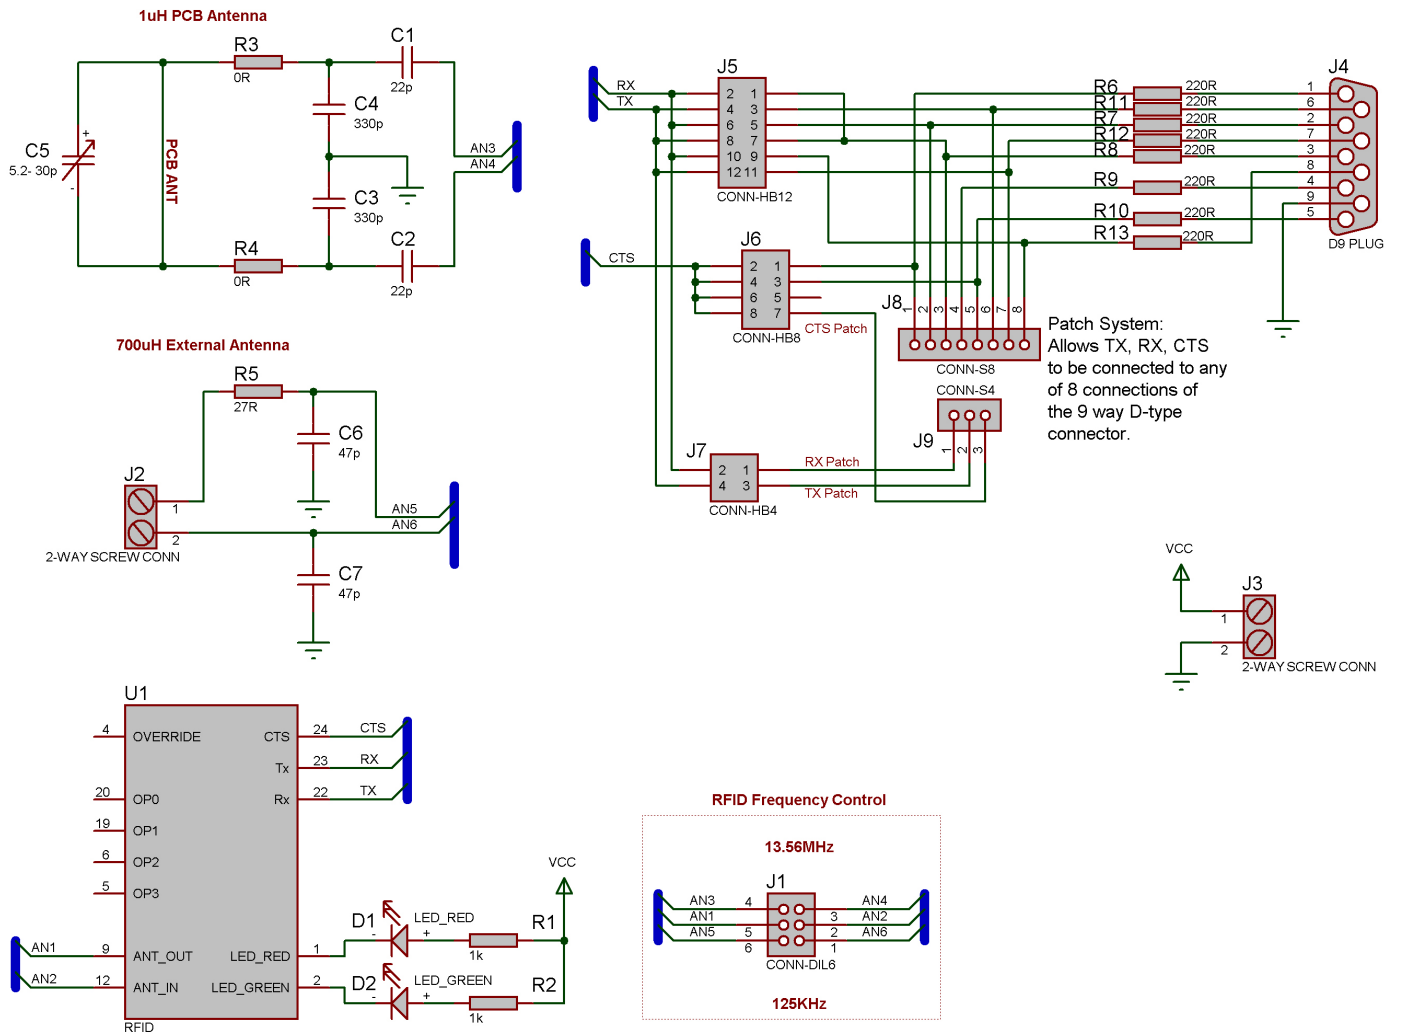 1uH PCB Antenna
R3
0R
C1
22p
C4
330p
C5
5.2- 30p
+
-
PCB ANT
AN3
AN4
C3
330p
R4
0R
C2
22p
700uH External Antenna
R5
27R
C6
47p
J2
1
2
2-WAY SCREW CONN
AN5
AN6
C7
47p
RX
TX
J5
2 1
4 3
6 5
8 7
10 9
12 11
CONN-HB12
CTS
J6
2 1
4 3
6 5
8 7
CONN-HB8
CTS Patch
J7
2 1
4 3
CONN-HB4
RX Patch
TX Patch
J8
1 2 3 4 5 6 7 8
CONN-S8
CONN-S4
J9
1 2 3
R6 220R
R11 220R
R7 220R
R12 220R
R8 220R
R9 220R
R10 220R
R13 220R
J4
1
6
2
7
3
8
4
9
5
D9 PLUG
Patch System:
Allows TX, RX, CTS
to be connected to any
of 8 connections of
the 9 way D-type
connector.
VCC
J3
1
2
2-WAY SCREW CONN
U1
4 OVERRIDE
20 OP0
19 OP1
6 OP2
5 OP3
AN1 9 ANT_OUT
AN2 12 ANT_IN
CTS 24 CTS
Tx 23 RX
Rx 22 TX
LED_RED 1
LED_GREEN 2
RFID
D1
LED_RED
-
+
R1
1k
D2
LED_GREEN
-
+
R2
1k
VCC
RFID Frequency Control
13.56MHz
J1
AN3 4
AN1 5
AN5 6
3 AN4
2 AN2
1 AN6
CONN-DIL6
125KHz